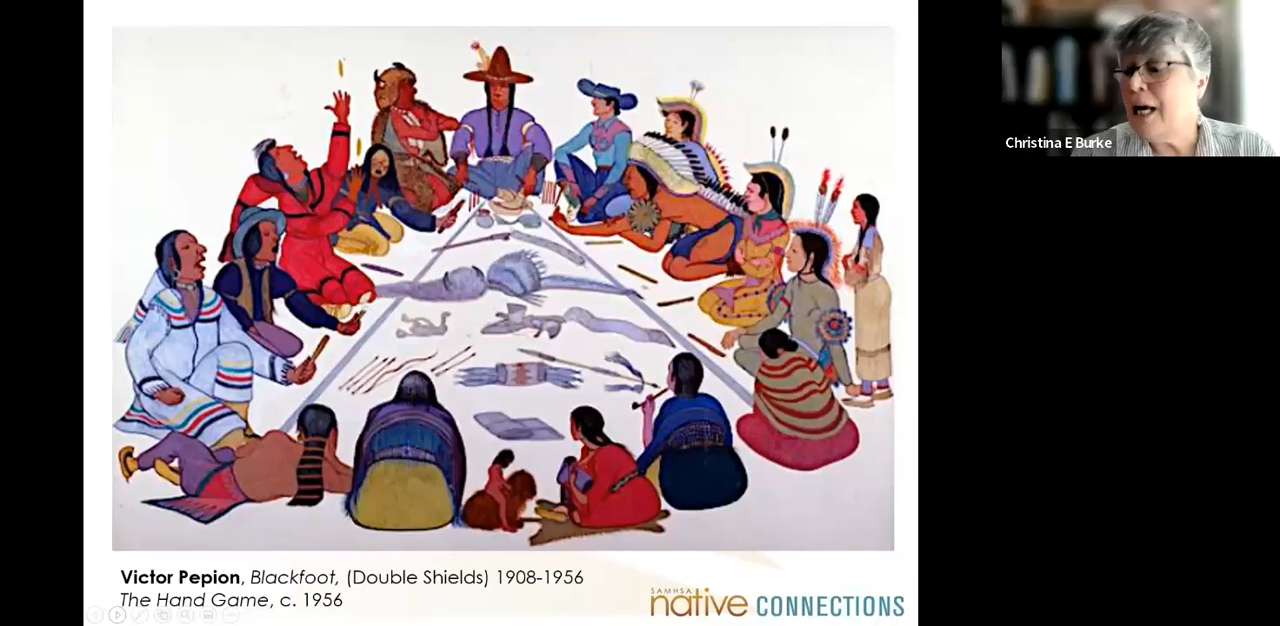 Christina E Burke
Victor Pepion, Blackfoot, (Double Shields) 1908-1956
The Hand Game, c. 1956
SAMHSA
native CONNECTIONS